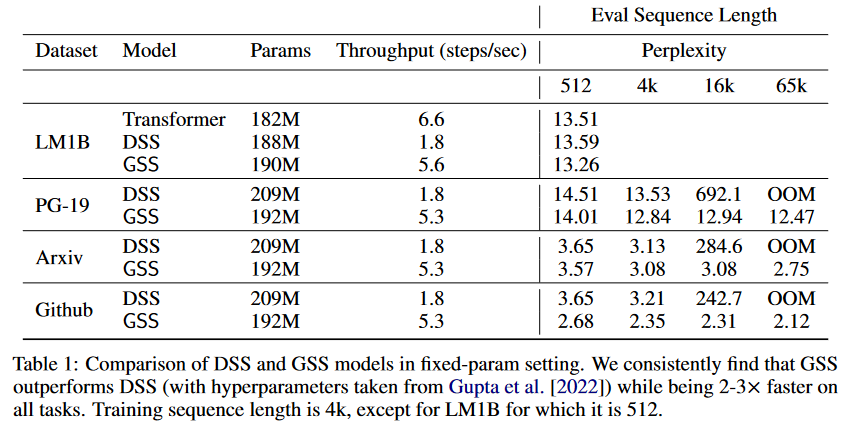 Eval Sequence Length
Dataset Model Params Throughput (steps/sec) Perplexity
512 4k 16k 65k
Transformer 182M 6.6 13.51
LM1B DSS 188M 1.8 13.59
GSS 190M 5.6 13.26
PG-19 DSS 209M 1.8 14.51 13.53 692.1 OOM
GSS 192M 5.3 14.01 12.84 12.94 12.47
Arxiv DSS 209M 1.8 3.65 3.13 284.6 OOM
GSS 192M 5.3 3.57 3.08 3.08 2.75
Github DSS 209M 1.8 3.65 3.21 242.7 OOM
GSS 192M 5.3 2.68 2.35 2.31 2.12
Table 1: Comparison of DSS and GSS models in fixed-param setting. We consistently find that GSS
outperforms DSS (with hyperparameters taken from Gupta et al. [2022]) while being 2-3× faster on
all tasks. Training sequence length is 4k, except for LM1B for which it is 512.